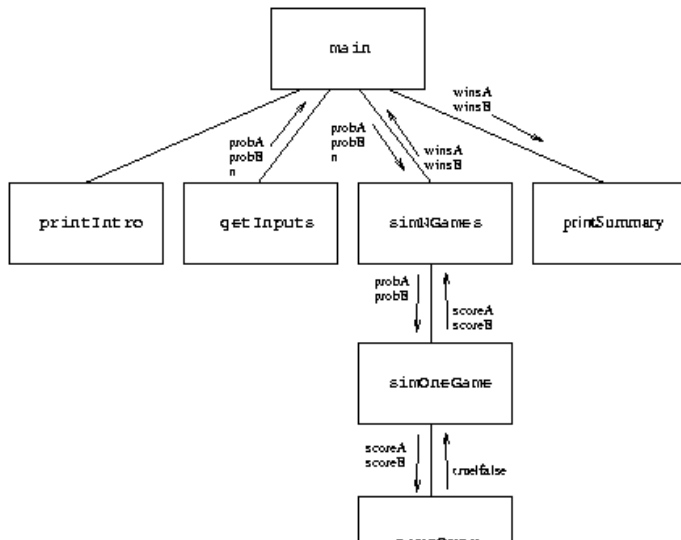 main
winsA
winsB
probA
probB
n
probA
probB
n
winsA
winsB
printIntro
getInputs
simNGames
printSummary
probA
probB
scoreA
scoreB
simOneGame
scoreA
scoreB
true|false